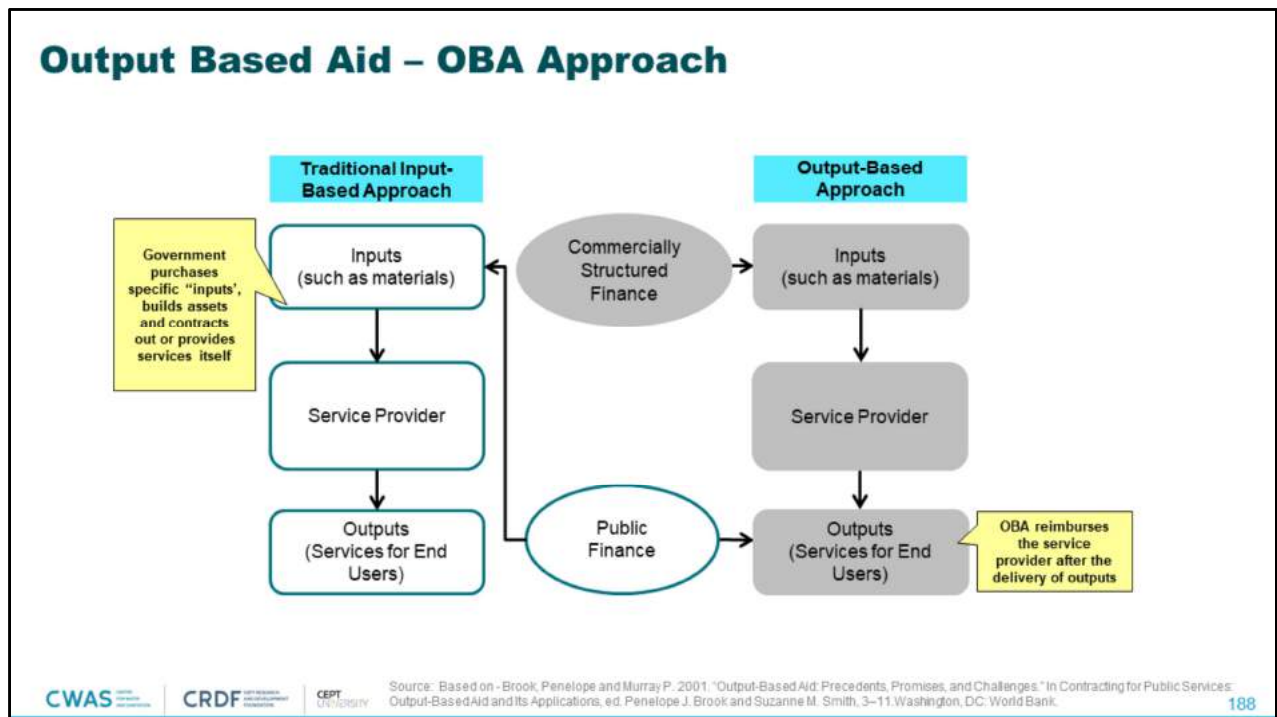 Output Based Aid – OBA Approach
Traditional Input-
Based Approach
Output-Based
Approach
Government
purchases
specific “inputs’,
builds assets
and contracts
out or provides
services itself
Inputs
(such as materials)
Commercially
Structured
Finance
Inputs
(such as materials)
Service Provider
Service Provider
Outputs
(Services for End
Users)
Public
Finance
Outputs
(Services for End
Users)
OBA reimburses
the service
provider after the
delivery of outputs
CWAS
CRDF
CEPT
UNIVERSITY
Source: Based on - Brook, Penelope and Murray P. 2001. “Output-Based Aid: Precedents, Promises, and Challenges.” In Contracting for Public Services:
Output-Based Aid and Its Applications, ed. Penelope J. Brook and Suzanne M. Smith, 3–11. Washington, DC: World Bank.
188